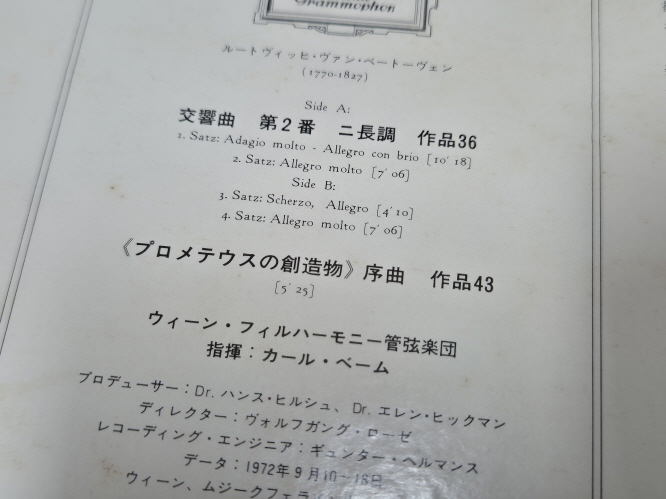 Grammophon
ルートヴィッヒ・ヴァン・ベートーヴェン
(1770-1827)
Side A:
交響曲 第2番 ニ長調 作品36
1. Satz: Adagio molto - Allegro con brio [10′18]
2. Satz: Allegro molto [7′06]
Side B:
3. Satz: Scherzo, Allegro [4′10]
4. Satz: Allegro molto [7′06]
《プロメテウスの創造物》序曲 作品43
[5′25]
ウィーン・フィルハーモニー管弦楽団
指揮：カール・ベーム
プロデューサー：Dr. ハンス・ヒルシュ、Dr. エレン・ヒックマン
ディレクター：ヴォルフガング・ローゼ
レコーディング・エンジニア：ギュンター・ヘルマンス
データ：1972年9月10-16日
ウィーン、ムジークフェライン